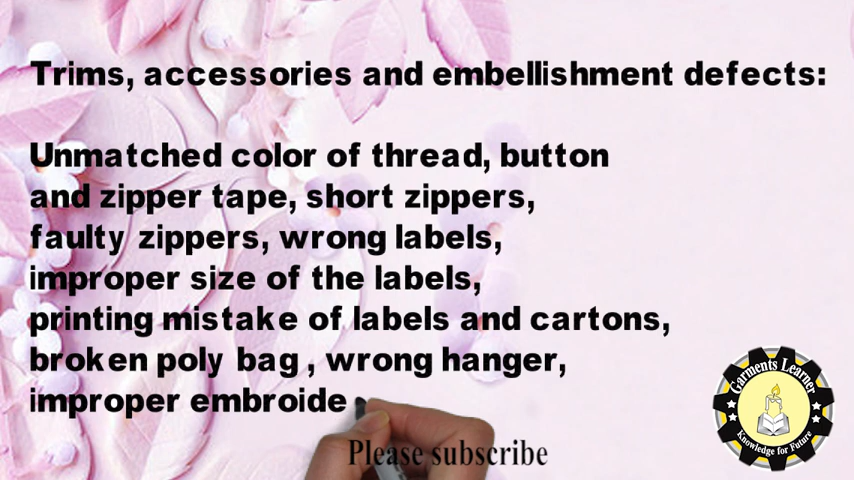 Trims, accessories and embellishment defects:
Unmatched color of thread, button
and zipper tape, short zippers,
faulty zippers, wrong labels,
improper size of the labels,
printing mistake of labels and cartons,
broken poly bag , wrong hanger,
improper embroide
Please subscribe
Garments Learner
Knowledge for Future